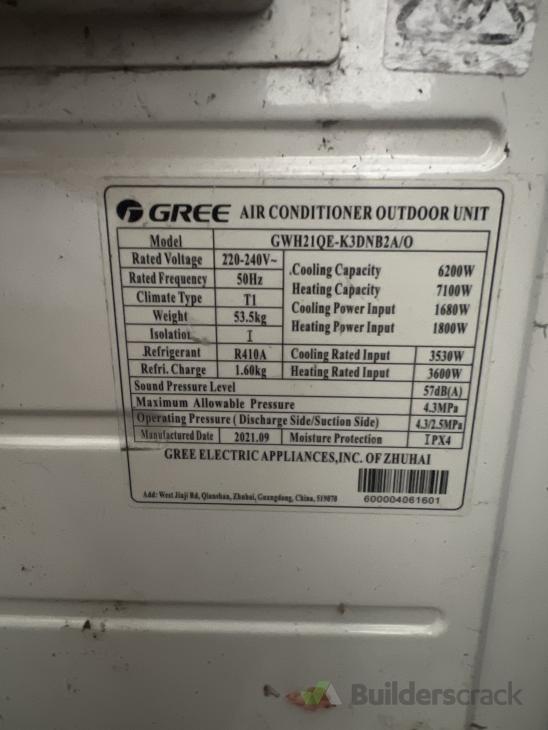 GREE AIR CONDITIONER OUTDOOR UNIT
Model GWH21QE-K3DNB2A/O
Rated Voltage 220-240V~
Cooling Capacity 6200W
Rated Frequency 50Hz
Heating Capacity 7100W
Climate Type T1
Cooling Power Input 1680W
Weight 53.5kg
Heating Power Input 1800W
Isolation I
Refrigerant R410A Cooling Rated Input 3530W
Refri. Charge 1.60kg Heating Rated Input 3600W
Sound Pressure Level 57dB(A)
Maximum Allowable Pressure 4.3MPa
Operating Pressure ( Discharge Side/Suction Side) 4.3/2.5MPa
Manufactured Date 2021.09 Moisture Protection IPX4
GREE ELECTRIC APPLIANCES,INC. OF ZHUHAI
Add: West Jinji Rd, Qianshan, Zhuhai, Guangdong, China, 519070
600004061601
Builderscrack